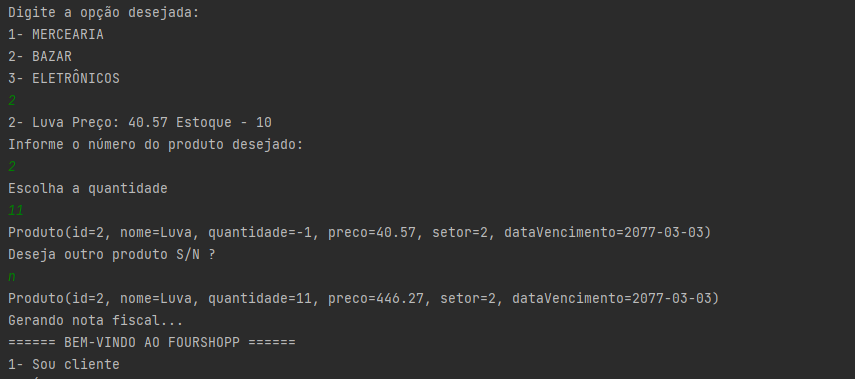 Digite a opção desejada:
1- MERCEARIA
2- BAZAR
3- ELETRÔNICOS
2
2- Luva Preço: 40.57 Estoque - 10
Informe o número do produto desejado:
2
Escolha a quantidade
11
Produto(id=2, nome=Luva, quantidade=-1, preco=40.57, setor=2, dataVencimento=2077-03-03)
Deseja outro produto S/N ?
n
Produto(id=2, nome=Luva, quantidade=11, preco=446.27, setor=2, dataVencimento=2077-03-03)
Gerando nota fiscal...
====== BEM-VINDO AO FOURSHOPP ======
1- Sou cliente